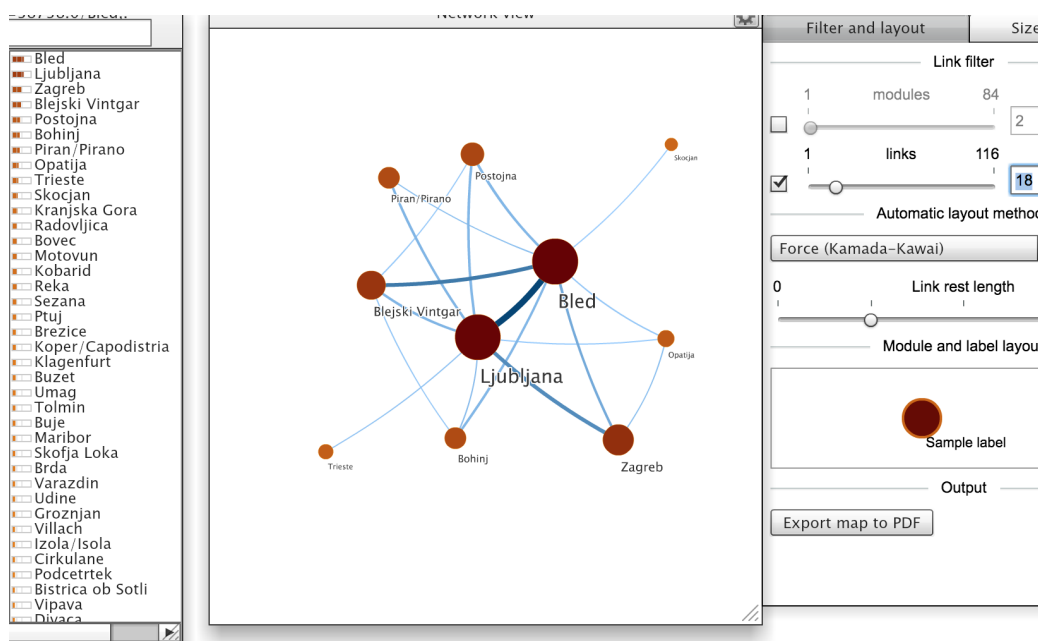 Bled
Ljubljana
Zagreb
Blejski Vintgar
Postojna
Bohinj
Piran/Pirano
Opatija
Trieste
Skocjan
Kranjska Gora
Radovljica
Bovec
Motovun
Kobarid
Reka
Sezana
Ptuj
Brezice
Koper/Capodistria
Klagenfurt
Buzet
Umag
Tolmin
Buje
Maribor
Skofja Loka
Brda
Varazdin
Udine
Groznjan
Villach
Izola/Isola
Cirkulane
Podcetrtek
Bistrica ob Sotli
Vipava
Divaca
Network View
Skocjan
Postojna
Piran/Pirano
Bled
Blejski Vintgar
Opatija
Ljubljana
Bohinj
Trieste
Zagreb
Filter and layout
Size
Link filter
1 modules 84
2
1 links 116
18
Automatic layout method
Force (Kamada-Kawai)
0 Link rest length
Module and label layou
Sample label
Output
Export map to PDF